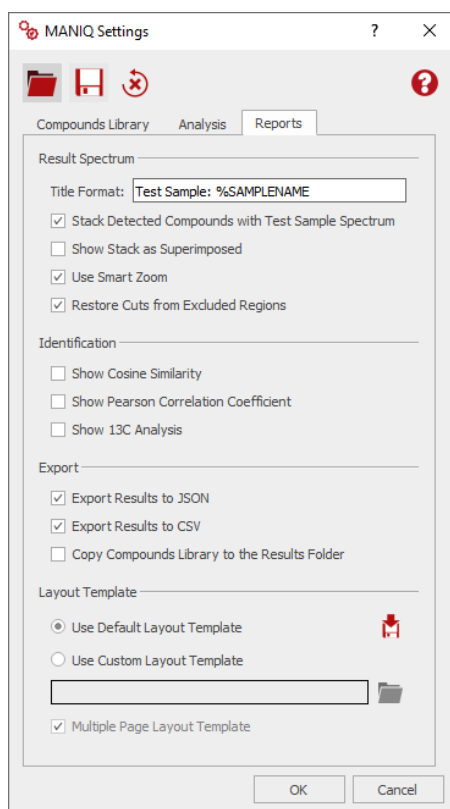 MANIQ Settings ?
Compounds Library Analysis Reports
Result Spectrum
Title Format: Test Sample: %SAMPLENAME
Stack Detected Compounds with Test Sample Spectrum
Show Stack as Superimposed
Use Smart Zoom
Restore Cuts from Excluded Regions
Identification
Show Cosine Similarity
Show Pearson Correlation Coefficient
Show 13C Analysis
Export
Export Results to JSON
Export Results to CSV
Copy Compounds Library to the Results Folder
Layout Template
Use Default Layout Template
Use Custom Layout Template
Multiple Page Layout Template
OK Cancel